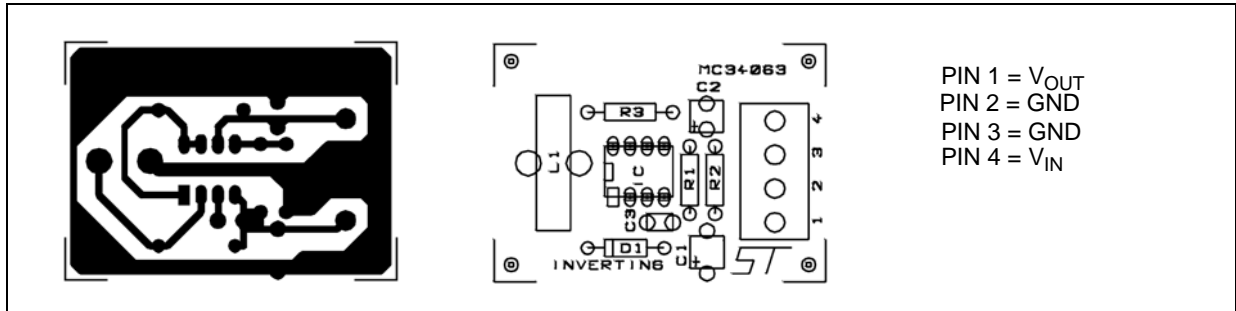 MC34063
C2
R3
4
3
2
1
L1
IC
R1
R2
C3
D1
C1
+
+
INVERTING
ST
PIN 1 = VOUT
PIN 2 = GND
PIN 3 = GND
PIN 4 = VIN